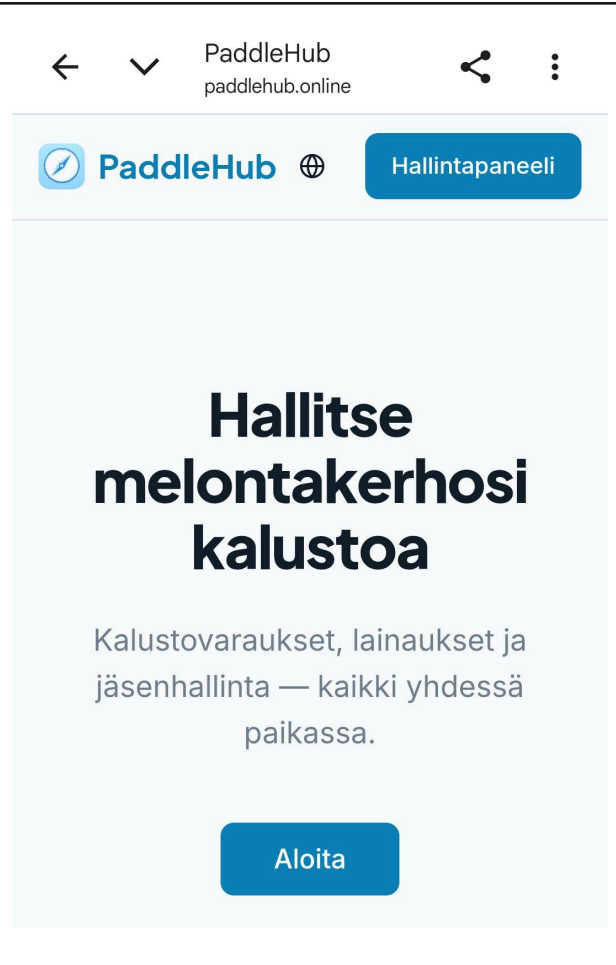 PaddleHub
paddlehub.online
PaddleHub
Hallintapaneeli
Hallitse
melontakerhosi
kalustoa
Kalustovaraukset, lainaukset ja
jäsenhallinta — kaikki yhdessä
paikassa.
Aloita